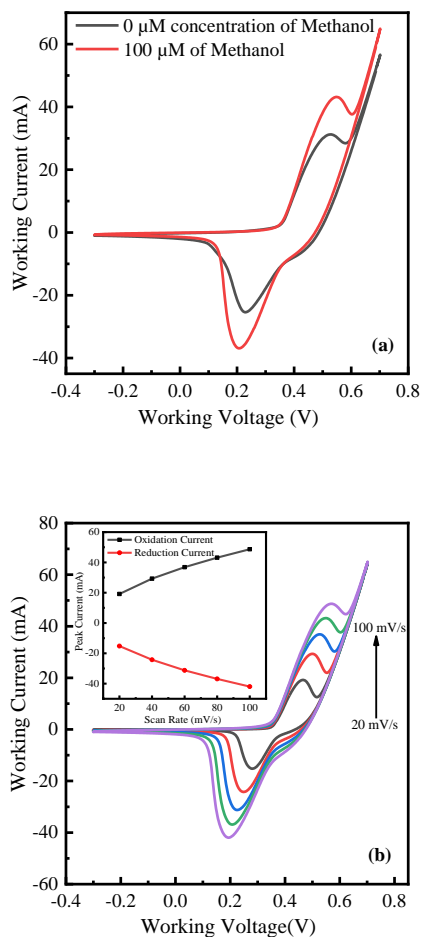 60
40
20
0
-20
-40
Working Current (mA)
0 μM concentration of Methanol
100 μM of Methanol
(a)
-0.4 -0.2 0.0 0.2 0.4 0.6 0.8
Working Voltage (V)
80
60
40
20
0
-20
-40
-60
Working Current (mA)
60
40
20
0
-20
-40
Peak Current (mA)
Oxidation Current
Reduction Current
20 40 60 80 100
Scan Rate (mV/s)
100 mV/s
20 mV/s
(b)
-0.4 -0.2 0.0 0.2 0.4 0.6 0.8
Working Voltage(V)